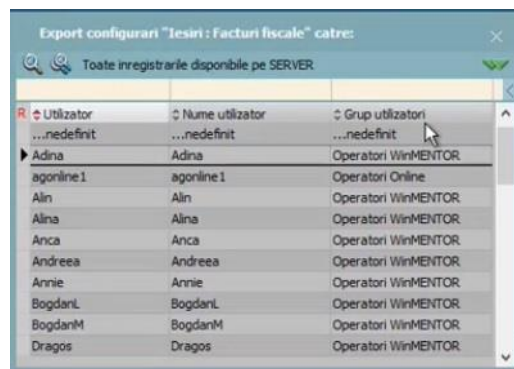 Export configurari "Iesiri : Facturi fiscale" catre:
Toate inregistrarile disponibile pe SERVER
R Utilizator Nume utilizator Grup utilizatori
...nedefinit ...nedefinit ...nedefinit
Adina Adina Operatori WinMENTOR
agonline1 agonline1 Operatori Online
Alin Alin Operatori WinMENTOR
Alina Alina Operatori WinMENTOR
Anca Anca Operatori WinMENTOR
Andreea Andreea Operatori WinMENTOR
Annie Annie Operatori WinMENTOR
BogdanL BogdanL Operatori WinMENTOR
BogdanM BogdanM Operatori WinMENTOR
Dragos Dragos Operatori WinMENTOR